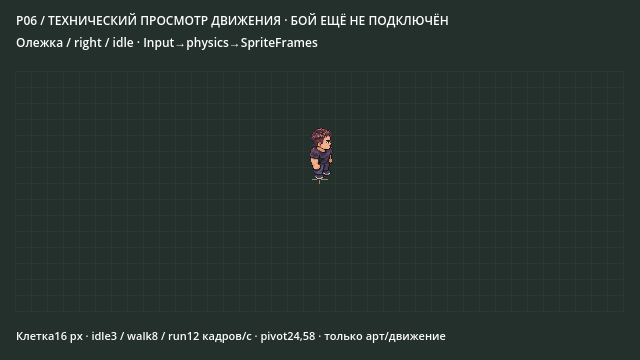 P06 / ТЕХНИЧЕСКИЙ ПРОСМОТР ДВИЖЕНИЯ · БОЙ ЕЩЁ НЕ ПОДКЛЮЧЁН
Олежка / right / idle · Input→physics→SpriteFrames
Клетка16 px · idle3 / walk8 / run12 кадров/с · pivot24,58 · только арт/движение